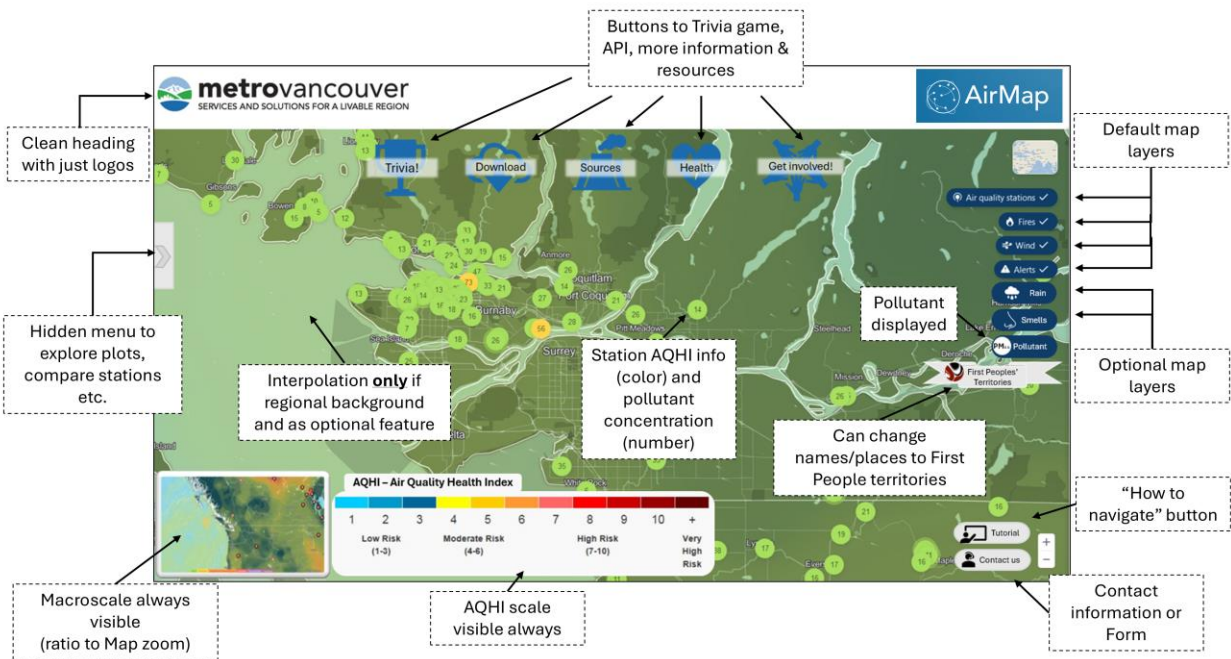 Buttons to Trivia game,
API, more information &
resources
metrovancouver
SERVICES AND SOLUTIONS FOR A LIVABLE REGION
AirMap
Clean heading
with just logos
Default map
layers
Trivia!
Download
Sources
Health
Get involved!
Air quality stations ✓
Fires ✓
Wind ✓
Alerts ✓
Rain
Smells
Pollutant
First Peoples'
Territories
Hidden menu to
explore plots,
compare stations
etc.
Interpolation only if
regional background
and as optional feature
Station AQHI info
(color) and
pollutant
concentration
(number)
Pollutant
displayed
Optional map
layers
Can change
names/places to First
People territories
Gibsons
Bowen
Anmore
Port Coquitlam
Burnaby
Pitt Meadows
Surrey
Steelhead
Mission
Dewdney
Deroche
AQHI – Air Quality Health Index
1 2 3 4 5 6 7 8 9 10 +
Low Risk
(1-3)
Moderate Risk
(4-6)
High Risk
(7-10)
Very
High
Risk
Tutorial
Contact us
+
−
"How to
navigate" button
Macroscale always
visible
(ratio to Map zoom)
AQHI scale
visible always
Contact
information or
Form